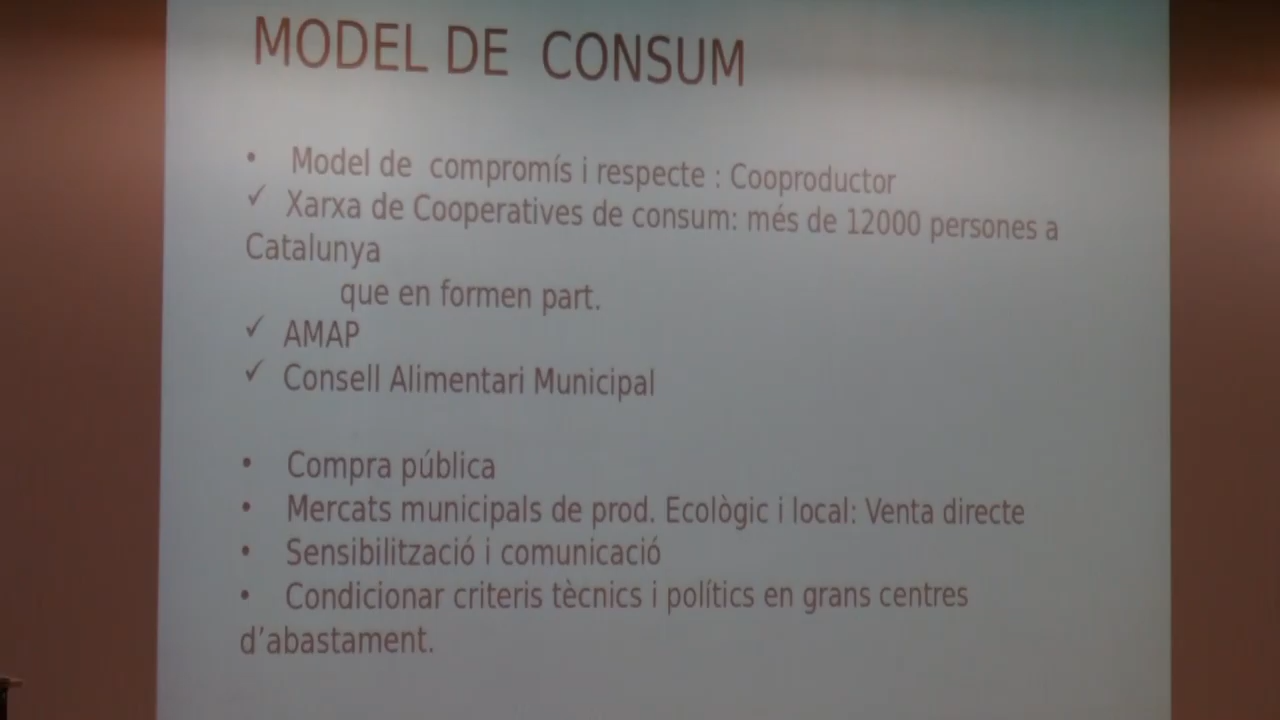 MODEL DE CONSUM
• Model de compromís i respecte : Cooproductor
✓ Xarxa de Cooperatives de consum: més de 12000 persones a
Catalunya
que en formen part.
✓ AMAP
✓ Consell Alimentari Municipal
• Compra pública
• Mercats municipals de prod. Ecològic i local: Venta directe
• Sensibilització i comunicació
• Condicionar criteris tècnics i polítics en grans centres
d’abastament.